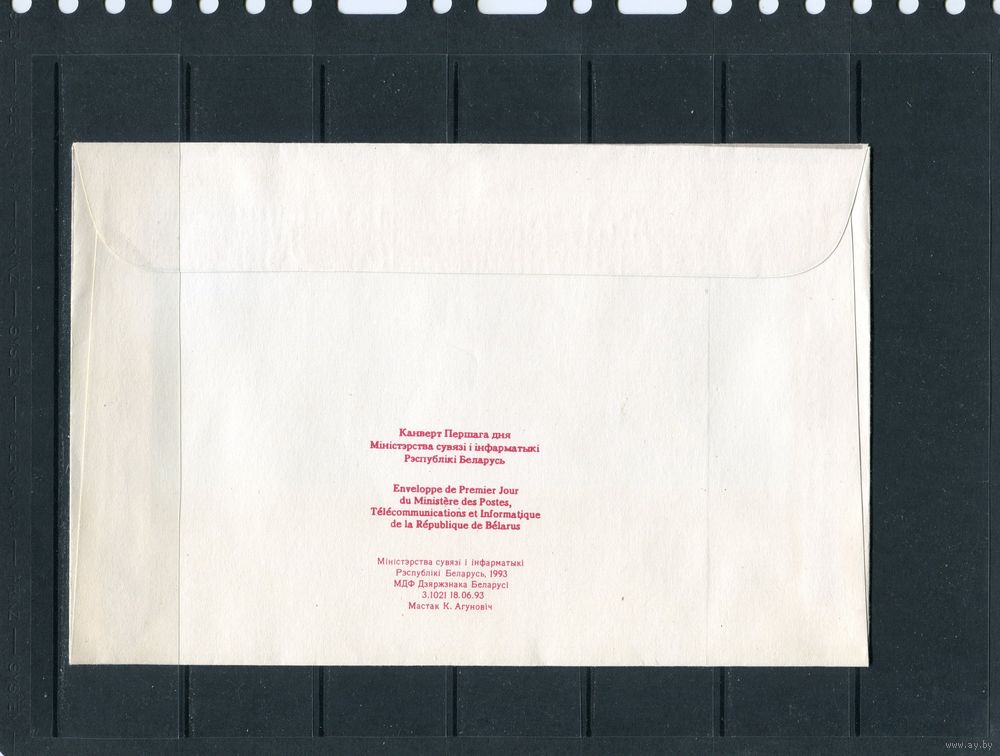 Канверт Першага дня
Міністэрства сувязі і інфарматыкі
Рэспублікі Беларусь
Enveloppe de Premier Jour
du Ministère des Postes,
Télécommunications et Informatique
de la République de Bélarus
Міністэрства сувязі і інфарматыкі
Рэспублікі Беларусь, 1993
МДФ Дзяржзнака Беларусі
З.1021 18.06.93
Мастак К. Агуновіч
www.ay.by